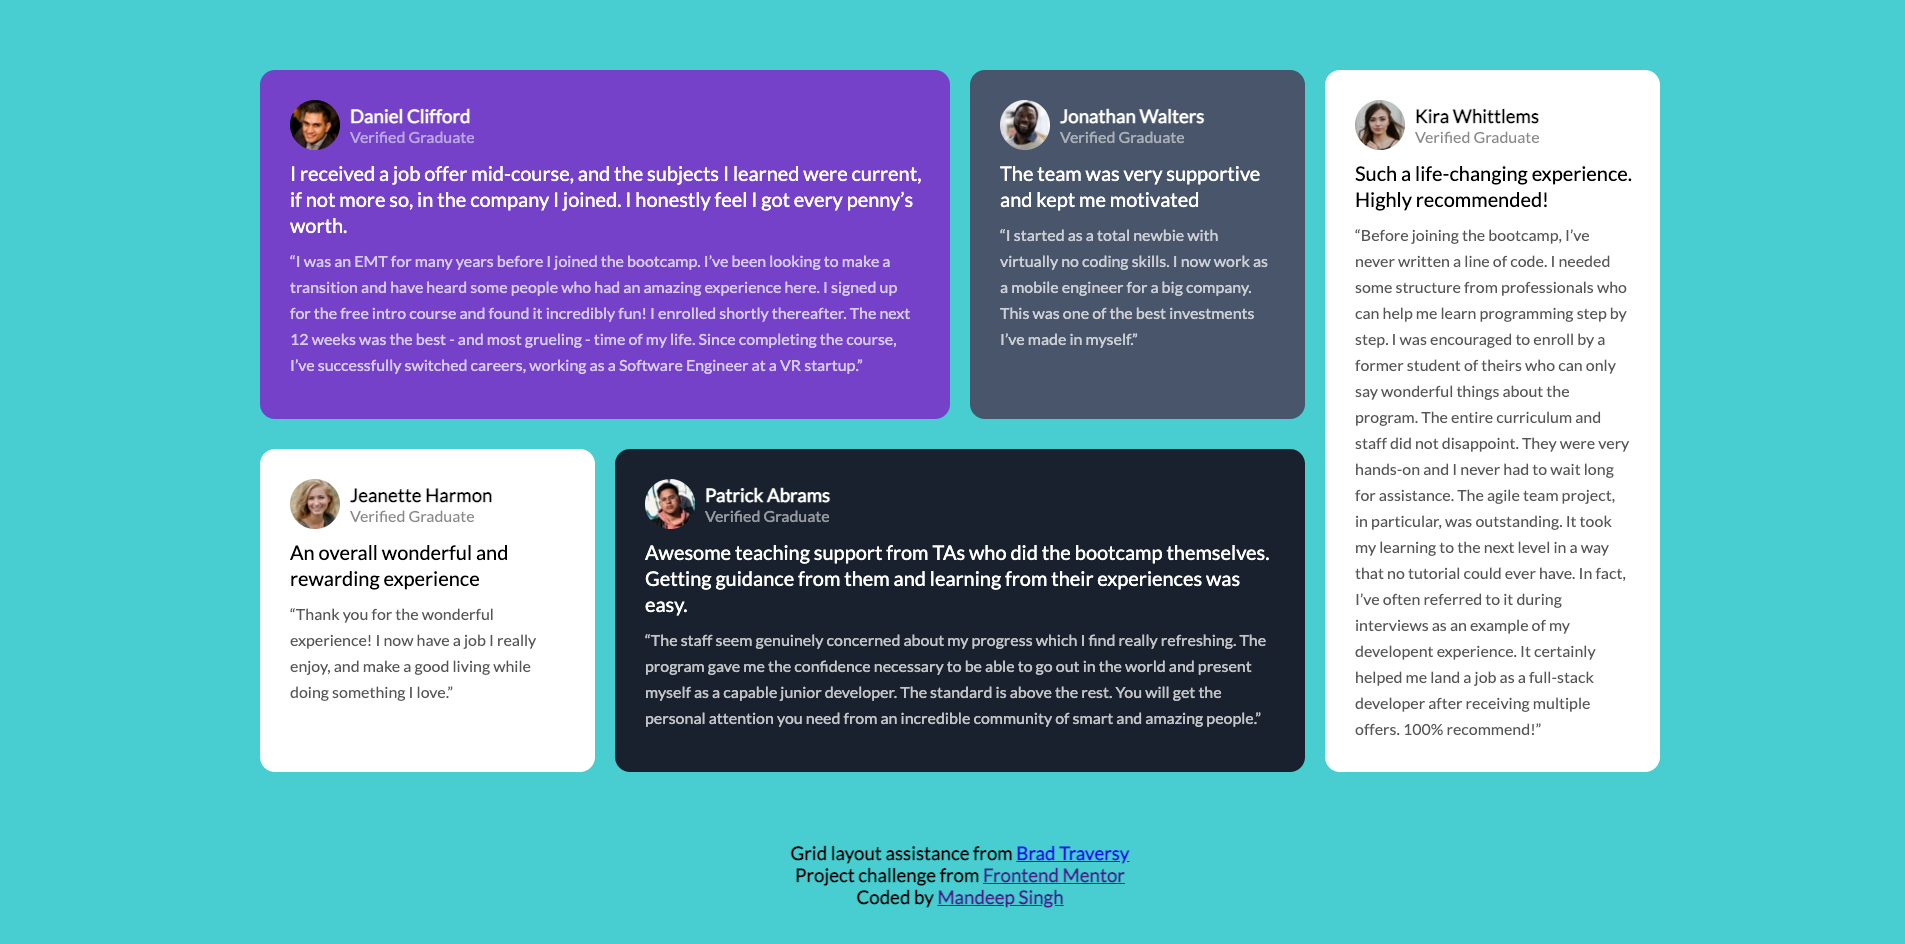 Daniel Clifford
Verified Graduate
I received a job offer mid-course, and the subjects I learned were current,
if not more so, in the company I joined. I honestly feel I got every penny’s
worth.
“I was an EMT for many years before I joined the bootcamp. I’ve been looking to make a
transition and have heard some people who had an amazing experience here. I signed up
for the free intro course and found it incredibly fun! I enrolled shortly thereafter. The next
12 weeks was the best - and most grueling - time of my life. Since completing the course,
I’ve successfully switched careers, working as a Software Engineer at a VR startup.”
Jonathan Walters
Verified Graduate
The team was very supportive
and kept me motivated
“I started as a total newbie with
virtually no coding skills. I now work as
a mobile engineer for a big company.
This was one of the best investments
I’ve made in myself.”
Kira Whittlems
Verified Graduate
Such a life-changing experience.
Highly recommended!
“Before joining the bootcamp, I’ve
never written a line of code. I needed
some structure from professionals who
can help me learn programming step by
step. I was encouraged to enroll by a
former student of theirs who can only
say wonderful things about the
program. The entire curriculum and
staff did not disappoint. They were very
hands-on and I never had to wait long
for assistance. The agile team project,
in particular, was outstanding. It took
my learning to the next level in a way
that no tutorial could ever have. In fact,
I’ve often referred to it during
interviews as an example of my
developent experience. It certainly
helped me land a job as a full-stack
developer after receiving multiple
offers. 100% recommend!”
Jeanette Harmon
Verified Graduate
An overall wonderful and
rewarding experience
“Thank you for the wonderful
experience! I now have a job I really
enjoy, and make a good living while
doing something I love.”
Patrick Abrams
Verified Graduate
Awesome teaching support from TAs who did the bootcamp themselves.
Getting guidance from them and learning from their experiences was
easy.
“The staff seem genuinely concerned about my progress which I find really refreshing. The
program gave me the confidence necessary to be able to go out in the world and present
myself as a capable junior developer. The standard is above the rest. You will get the
personal attention you need from an incredible community of smart and amazing people.”
Grid layout assistance from Brad Traversy
Project challenge from Frontend Mentor
Coded by Mandeep Singh